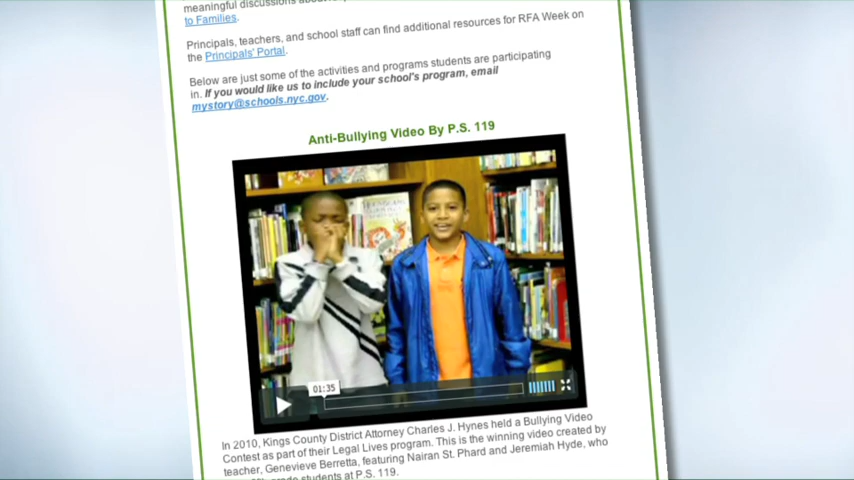 meaningful discussions about
to Families.
Principals, teachers, and school staff can find additional resources for RFA Week on
the Principals' Portal.
Below are just some of the activities and programs students are participating
in. If you would like us to include your school's program, email
mystory@schools.nyc.gov.
Anti-Bullying Video By P.S. 119
01:35
In 2010, Kings County District Attorney Charles J. Hynes held a Bullying Video
Contest as part of their Legal Lives program. This is the winning video created by
teacher, Genevieve Berretta, featuring Nairan St. Phard and Jeremiah Hyde, who
grade students at P.S. 119.